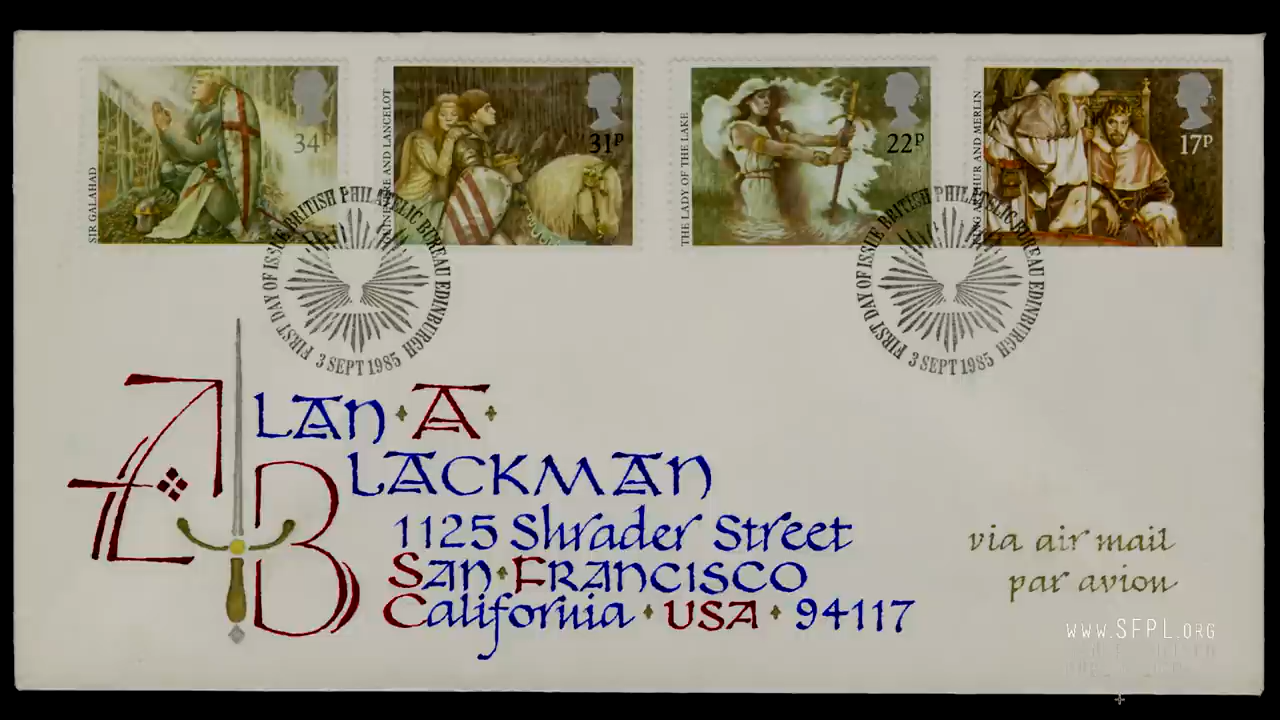 SIR GALAHAD
34P
RE AND LANCELOT
31P
THE LADY OF THE LAKE
22P
AND MERLIN
17P
FIRST DAY OF ISSUE BRITISH PHILATELIC BUREAU EDINBURGH
3 SEPT 1985
FIRST DAY OF ISSUE BRITISH PHILATELIC BUREAU EDINBURGH
3 SEPT 1985
ALAN · A ·
BLACKMAN
1125 Shrader Street
SAN · FRANCISCO
California · USA · 94117
via air mail
par avion
WWW.SFPL.ORG